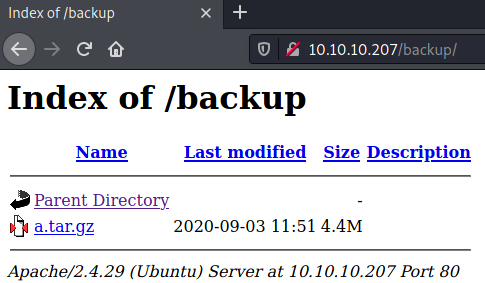 Index of /backup
10.10.10.207/backup/
Index of /backup
Name Last modified Size Description
Parent Directory -
a.tar.gz 2020-09-03 11:51 4.4M
Apache/2.4.29 (Ubuntu) Server at 10.10.10.207 Port 80